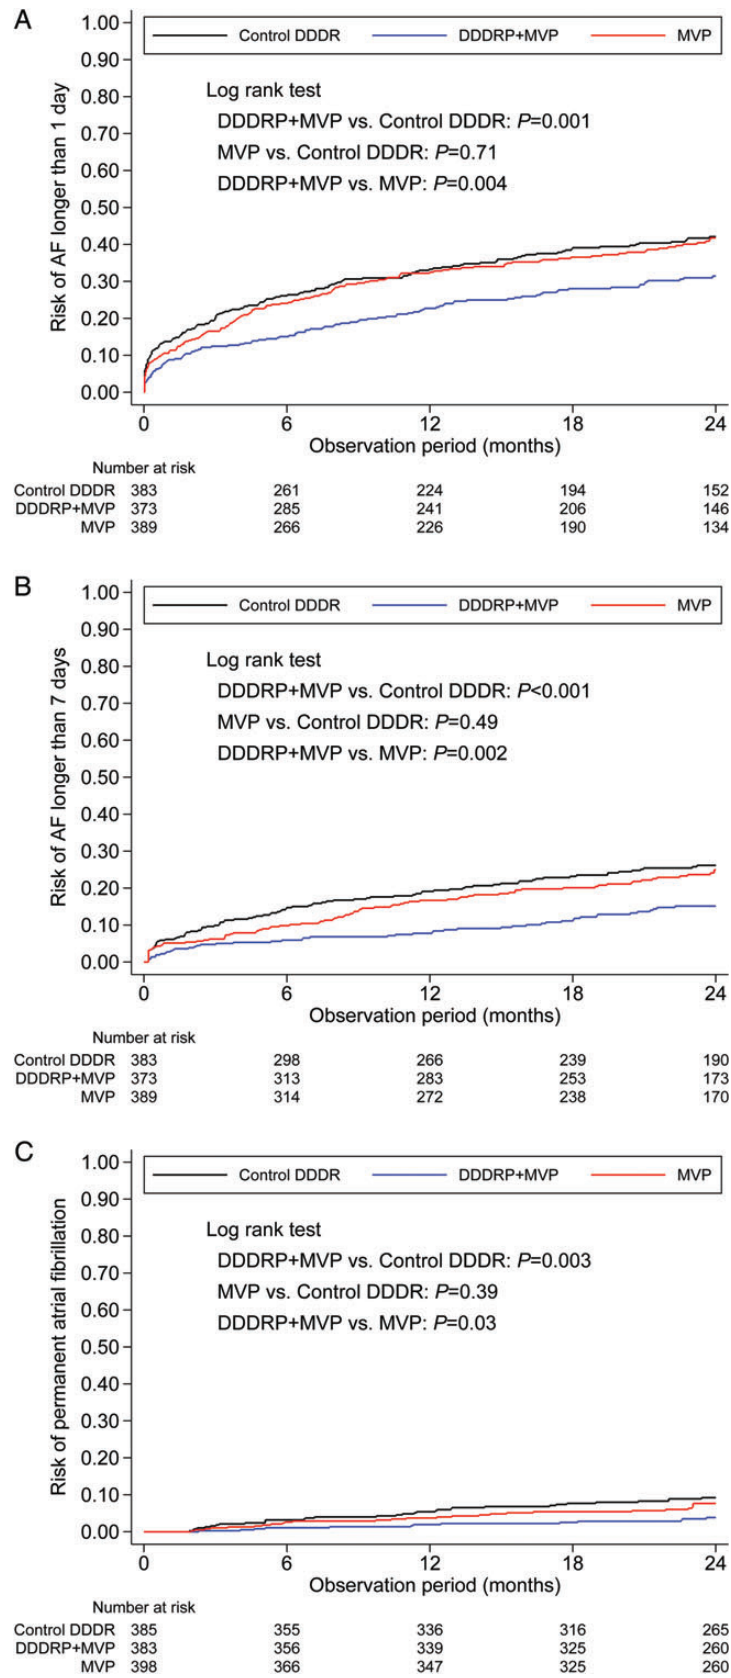 A
Control DDDR DDDRP+MVP MVP
Log rank test
DDDRP+MVP vs. Control DDDR: P=0.001
MVP vs. Control DDDR: P=0.71
DDDRP+MVP vs. MVP: P=0.004
Risk of AF longer than 1 day
1.00
0.90
0.80
0.70
0.60
0.50
0.40
0.30
0.20
0.10
0.00
0 6 12 18 24
Observation period (months)
Number at risk
Control DDDR 383 261 224 194 152
DDDRP+MVP 373 285 241 206 146
MVP 389 266 226 190 134
B
Control DDDR DDDRP+MVP MVP
Log rank test
DDDRP+MVP vs. Control DDDR: P<0.001
MVP vs. Control DDDR: P=0.49
DDDRP+MVP vs. MVP: P=0.002
Risk of AF longer than 7 days
1.00
0.90
0.80
0.70
0.60
0.50
0.40
0.30
0.20
0.10
0.00
0 6 12 18 24
Observation period (months)
Number at risk
Control DDDR 383 298 266 239 190
DDDRP+MVP 373 313 283 253 173
MVP 389 314 272 238 170
C
Control DDDR DDDRP+MVP MVP
Log rank test
DDDRP+MVP vs. Control DDDR: P=0.003
MVP vs. Control DDDR: P=0.39
DDDRP+MVP vs. MVP: P=0.03
Risk of permanent atrial fibrillation
1.00
0.90
0.80
0.70
0.60
0.50
0.40
0.30
0.20
0.10
0.00
0 6 12 18 24
Observation period (months)
Number at risk
Control DDDR 385 355 336 316 265
DDDRP+MVP 383 356 339 325 260
MVP 398 366 347 325 260